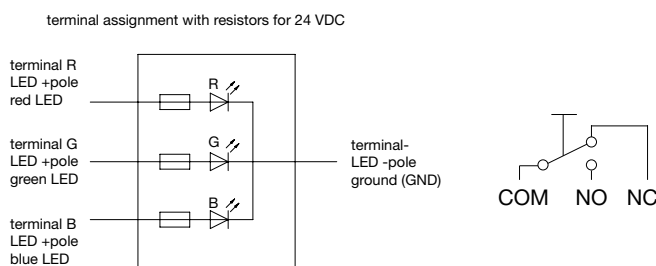 terminal assignment with resistors for 24 VDC
terminal R
LED +pole
red LED
R
terminal G
LED +pole
green LED
G
terminal-
LED -pole
ground (GND)
terminal B
LED +pole
blue LED
B
COM NO NC